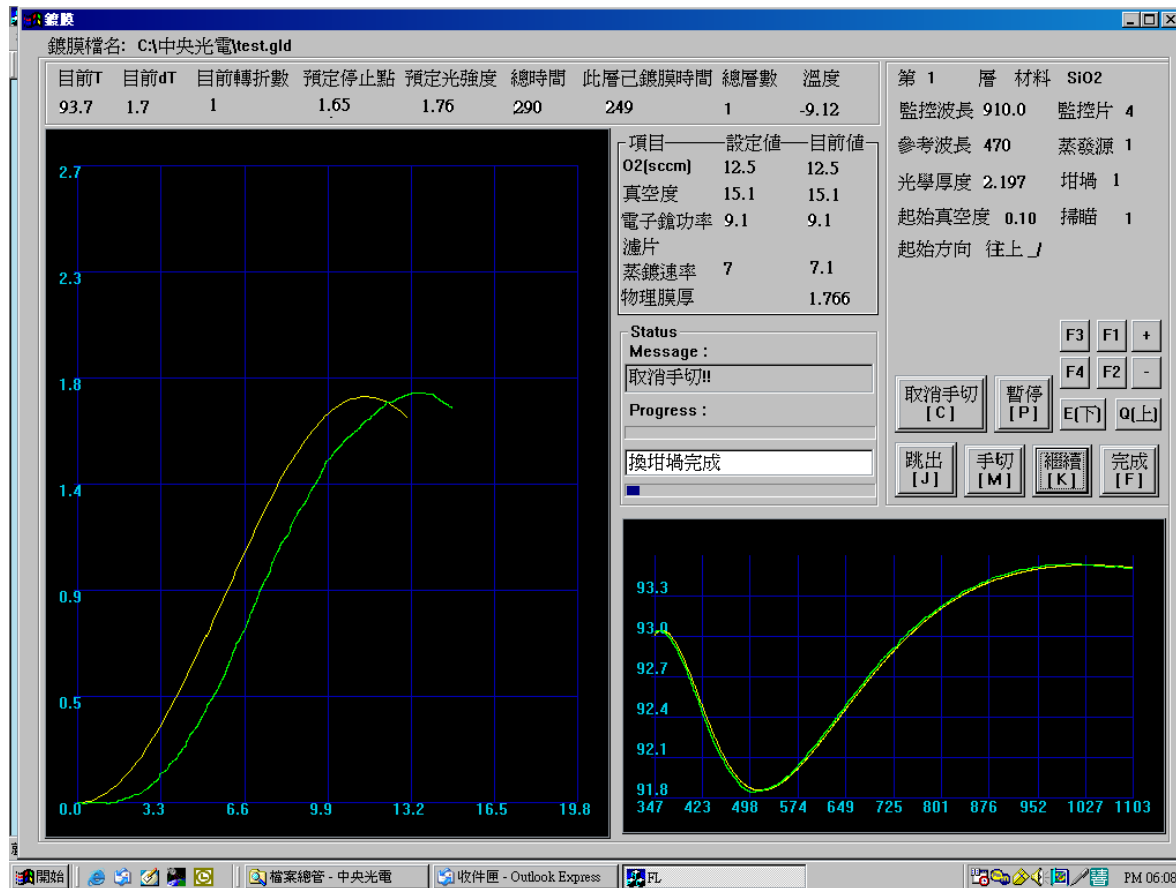 鍍膜
鍍膜檔名: C:\中央光電\test.gld
目前T 目前dT 目前轉折數 預定停止點 預定光強度 總時間 此層已鍍膜時間 總層數 溫度
93.7 1.7 1 1.65 1.76 290 249 1 -9.12
第 1 層 材料 SiO2
監控波長 910.0 監控片 4
參考波長 470 蒸發源 1
光學厚度 2.197 坩堝 1
起始真空度 0.10 掃瞄 1
起始方向 往上_/
項目 設定值 目前值
O2(sccm) 12.5 12.5
真空度 15.1 15.1
電子鎗功率 9.1 9.1
濾片
蒸鍍速率 7 7.1
物理膜厚 1.766
Status
Message :
取消手切!!
Progress :
換坩堝完成
F3 F1 +
F4 F2 -
取消手切 [C] 暫停 [P] E(下) Q(上)
跳出 [J] 手切 [M] 繼續 [K] 完成 [F]
2.7
2.3
1.8
1.4
0.9
0.5
0.0 3.3 6.6 9.9 13.2 16.5 19.8
93.3
93.0
92.7
92.4
92.1
91.8
347 423 498 574 649 725 801 876 952 1027 1103
開始 檔案總管 - 中央光電 收件匣 - Outlook Express FL PM 06:0